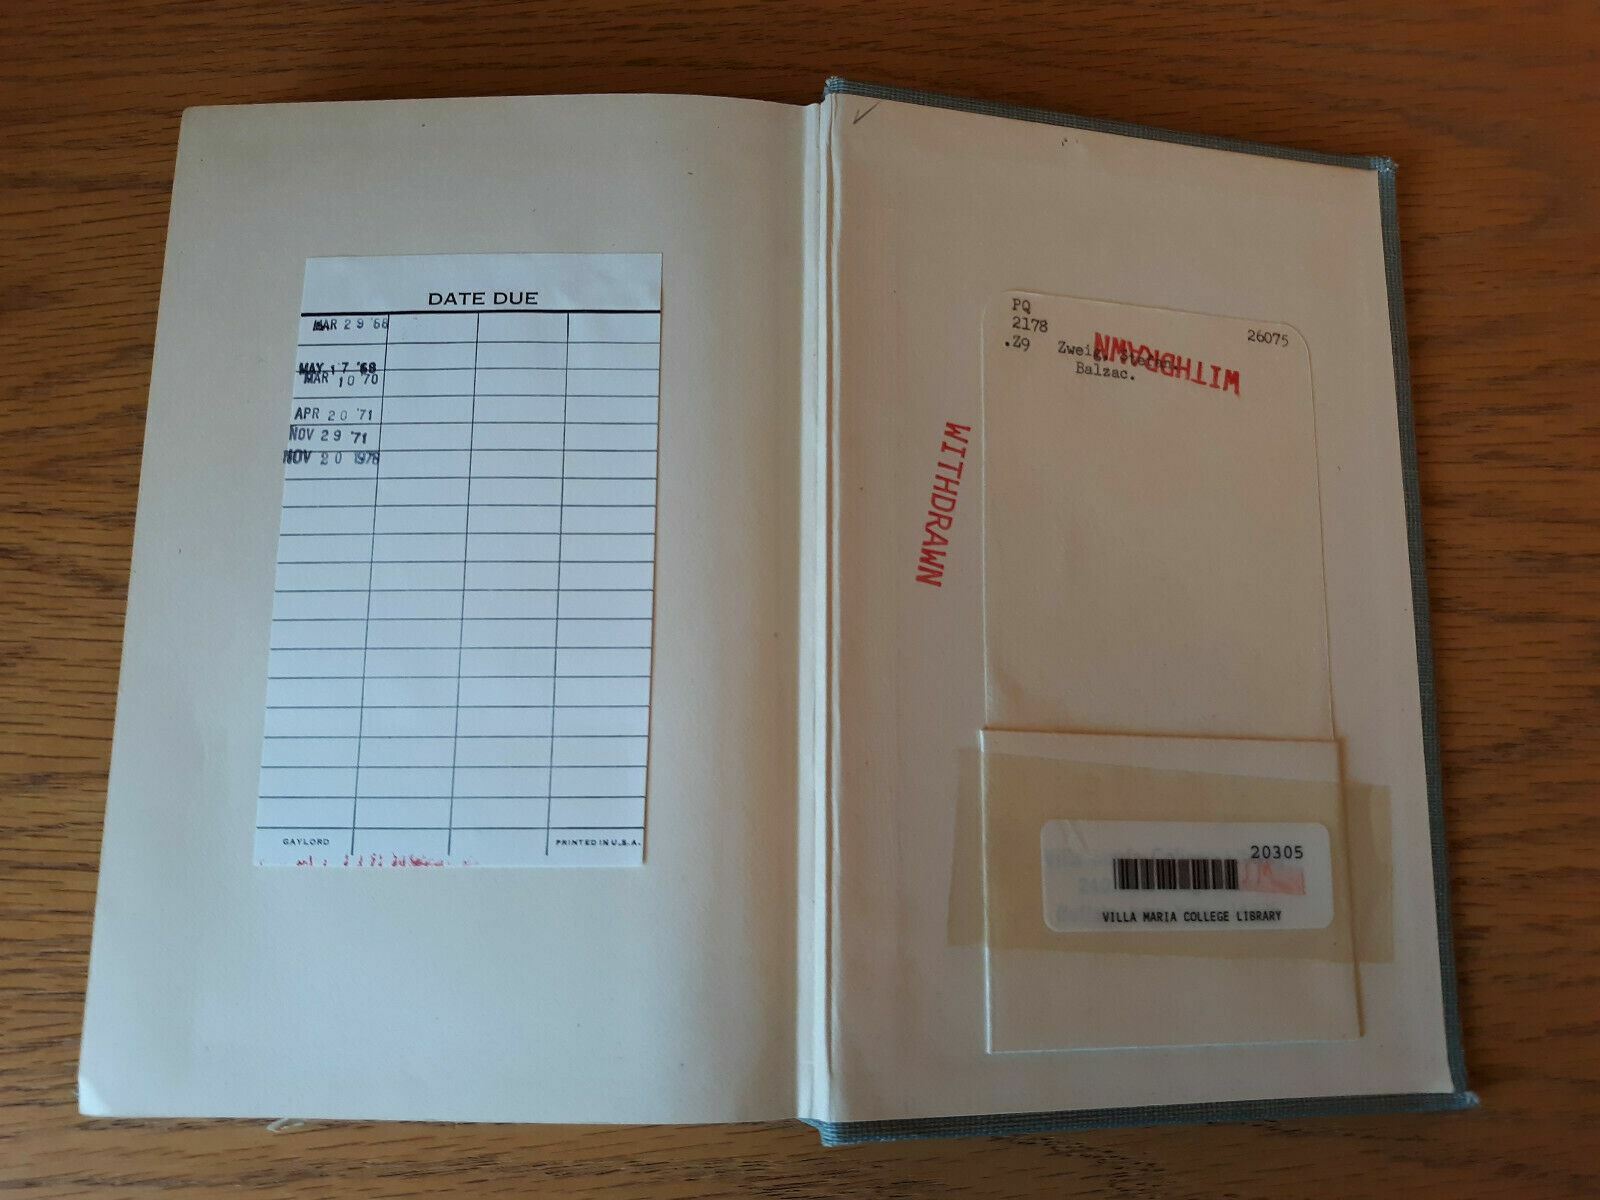 DATE DUE
MAR 29 '68
MAY 17 '68
MAR 10 '70
APR 20 '71
NOV 29 '71
NOV 20 1978
GAYLORD
PRINTED IN U.S.A.
PQ
2178
.Z9
26075
Zweig, Stefan
Balzac.
WITHDRAWN
WITHDRAWN
20305
VILLA MARIA COLLEGE LIBRARY